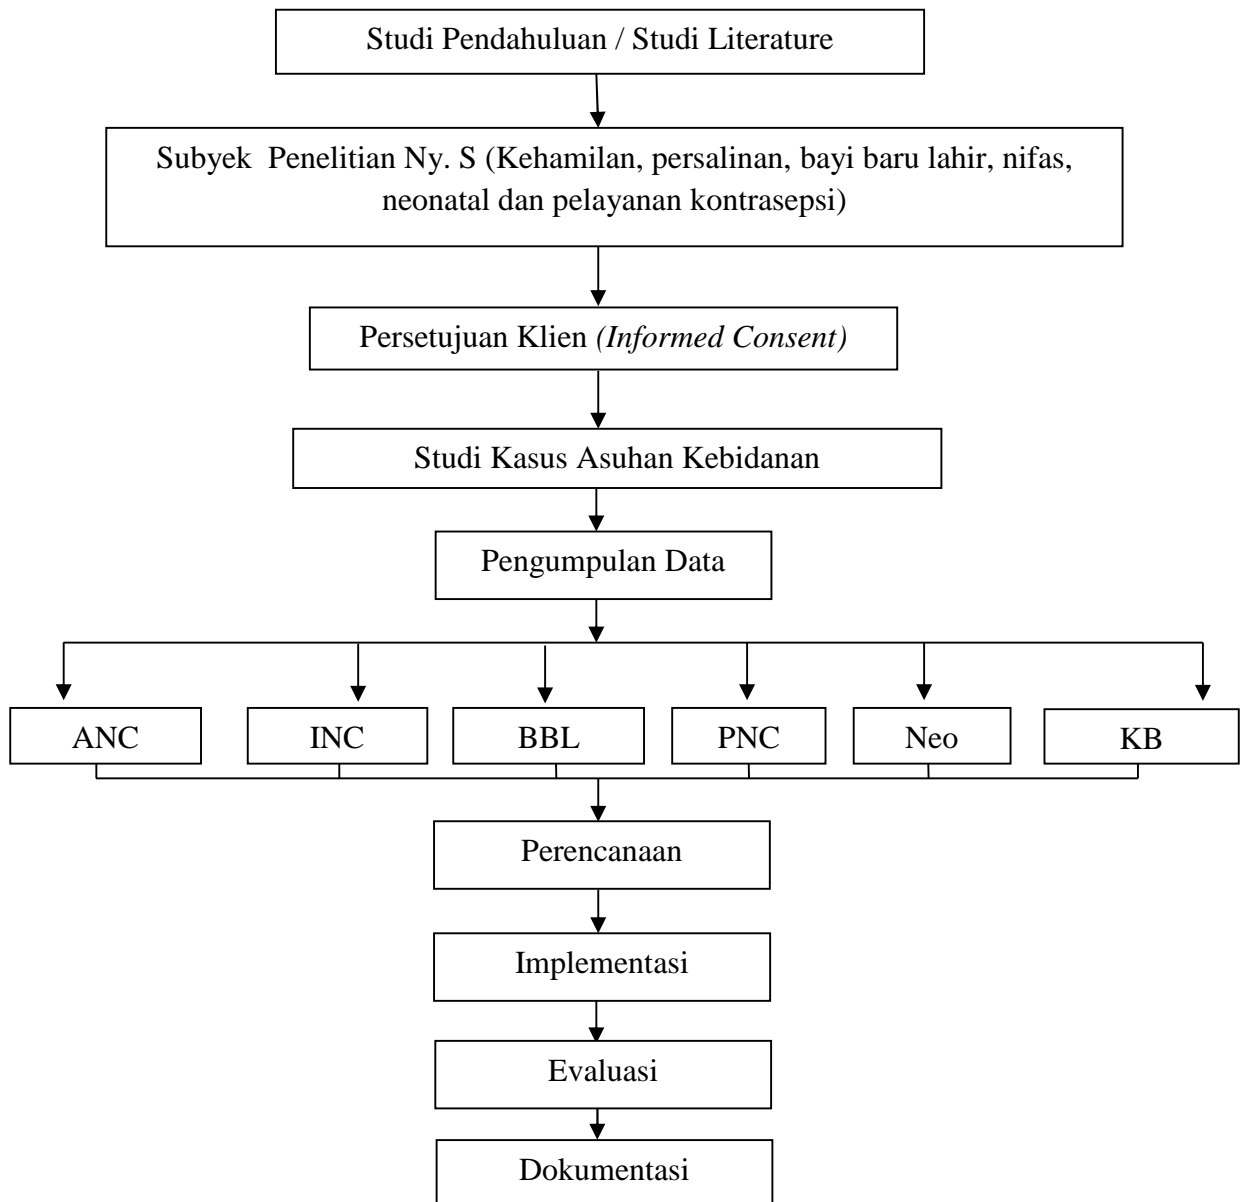 Studi Pendahuluan / Studi Literature
Subyek Penelitian Ny. S (Kehamilan, persalinan, bayi baru lahir, nifas,
neonatal dan pelayanan kontrasepsi)
Persetujuan Klien (Informed Consent)
Studi Kasus Asuhan Kebidanan
Pengumpulan Data
ANC
INC
BBL
PNC
Neo
KB
Perencanaan
Implementasi
Evaluasi
Dokumentasi